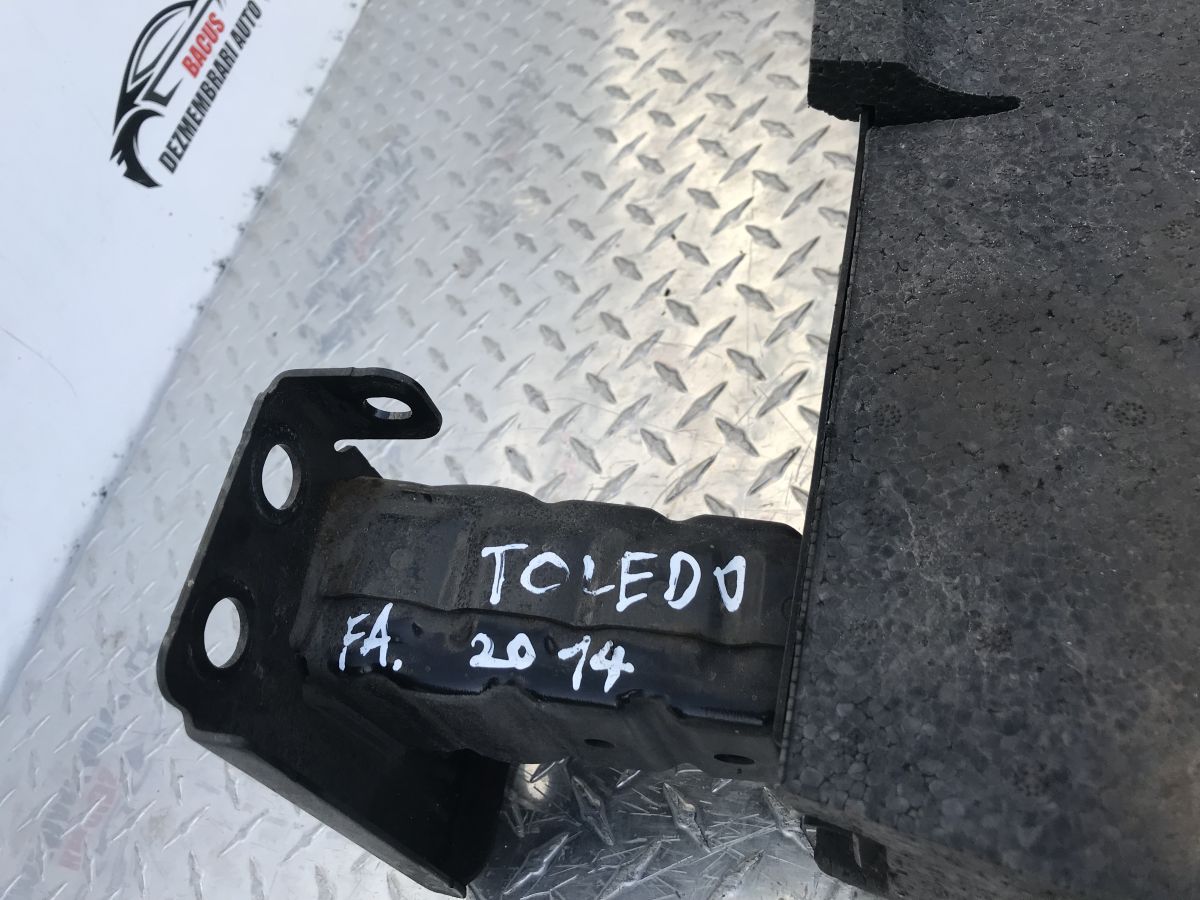 BACUS
DEZMEMBRARI AUTO
TOLEDO
FA. 2014